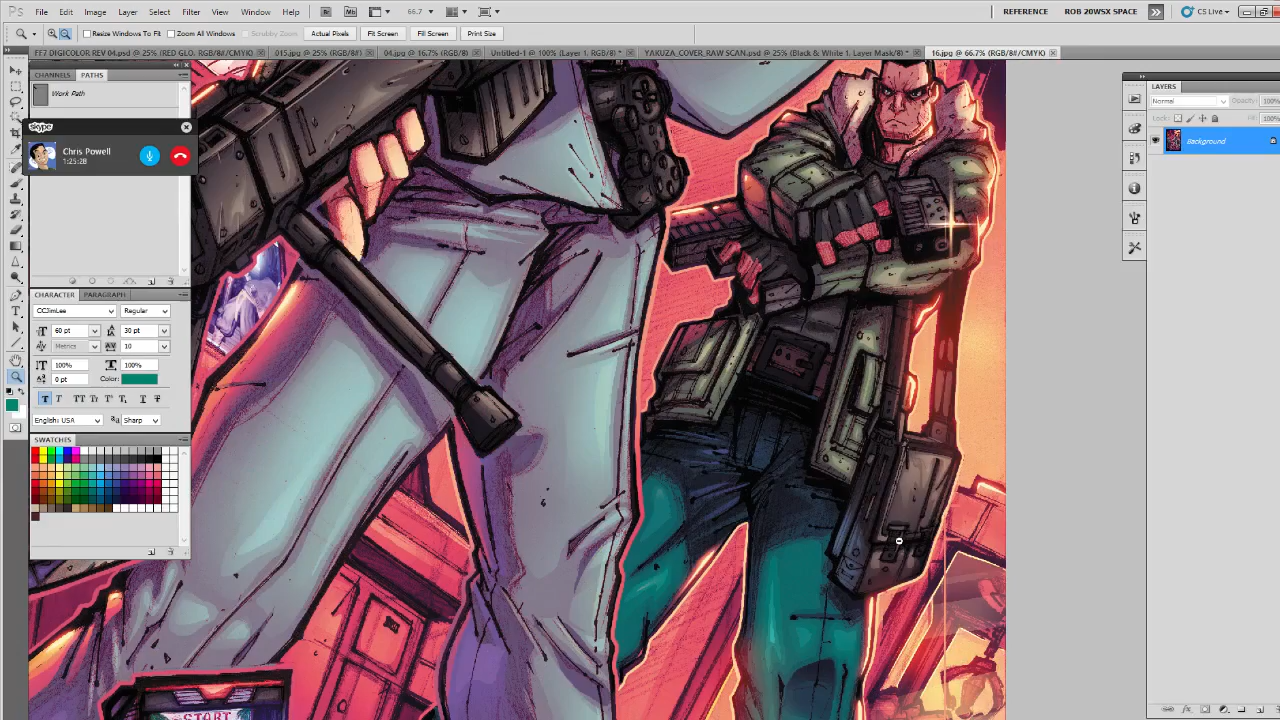 Ps File Edit Image Layer Select Filter View Window Help Br Mb 66.7 REFERENCE ROB 20WSX SPACE CS Live
Resize Windows To Fit Zoom All Windows Scrubby Zoom Actual Pixels Fit Screen Fill Screen Print Size
FF7 DIGICOLOR REV 04.psd @ 25% (RED GLO, RGB/8#/CMYK) 015.jpg @ 25% (RGB/8#) 04.jpg @ 16.7% (RGB/8#) Untitled-1 @ 100% (Layer 1, RGB/8#) * YAKUZA_COVER_RAW SCAN.psd @ 25% (Black & White 1, Layer Mask/8) * 16.jpg @ 66.7% (RGB/8#/CMYK)
CHANNELS PATHS
Work Path
skype
Chris Powell
1:25:28
CHARACTER PARAGRAPH
CCJimLee Regular
60 pt 30 pt
Metrics 10
100% 100%
0 pt Color:
T T TT Tr T¹ T, T T
English: USA Sharp
SWATCHES
LAYERS
Normal Opacity: 100%
Lock: Fill: 100%
Background
START